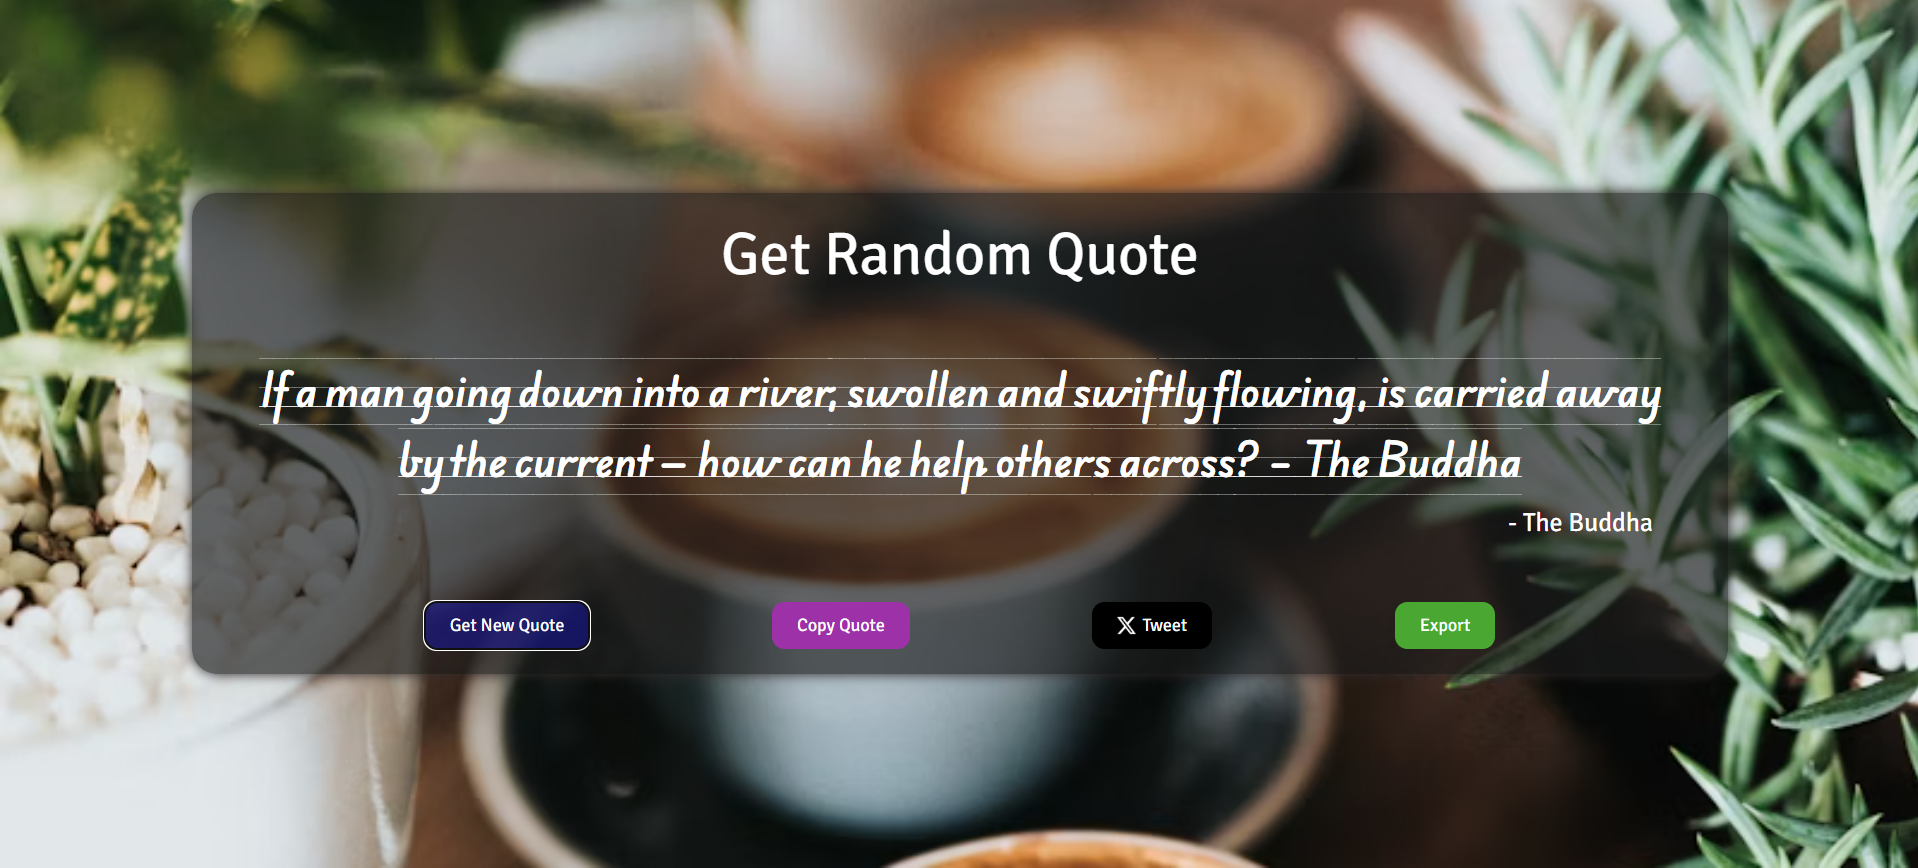 Get Random Quote
If a man going down into a river, swollen and swiftly flowing, is carried away
by the current – how can he help others across? – The Buddha
- The Buddha
Get New Quote
Copy Quote
Tweet
Export